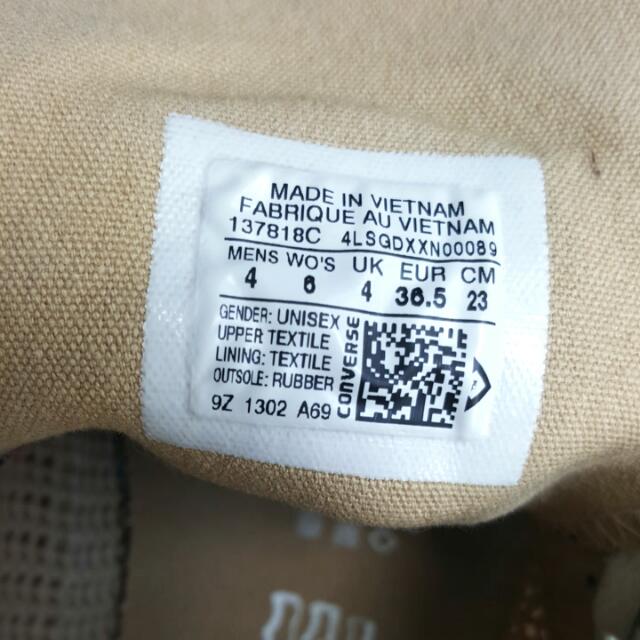 MADE IN VIETNAM
FABRIQUE AU VIETNAM
137818C 4LSGDXXN00089
MENS WO'S UK EUR CM
4 6 4 36.5 23
GENDER: UNISEX
UPPER TEXTILE
LINING: TEXTILE
OUTSOLE: RUBBER
9Z 1302 A69
CONVERSE